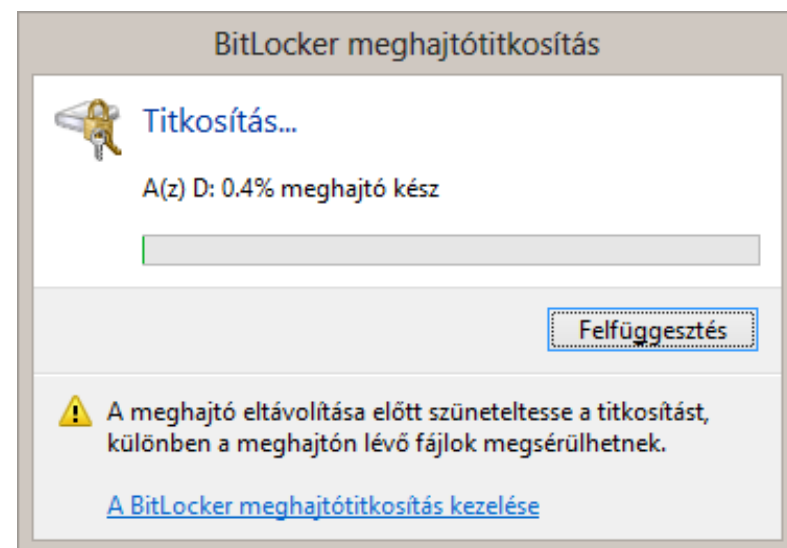 BitLocker meghajtótitkosítás
Titkosítás...
A(z) D: 0.4% meghajtó kész
Felfüggesztés
A meghajtó eltávolítása előtt szüneteltesse a titkosítást,
különben a meghajtón lévő fájlok megsérülhetnek.
A BitLocker meghajtótitkosítás kezelése